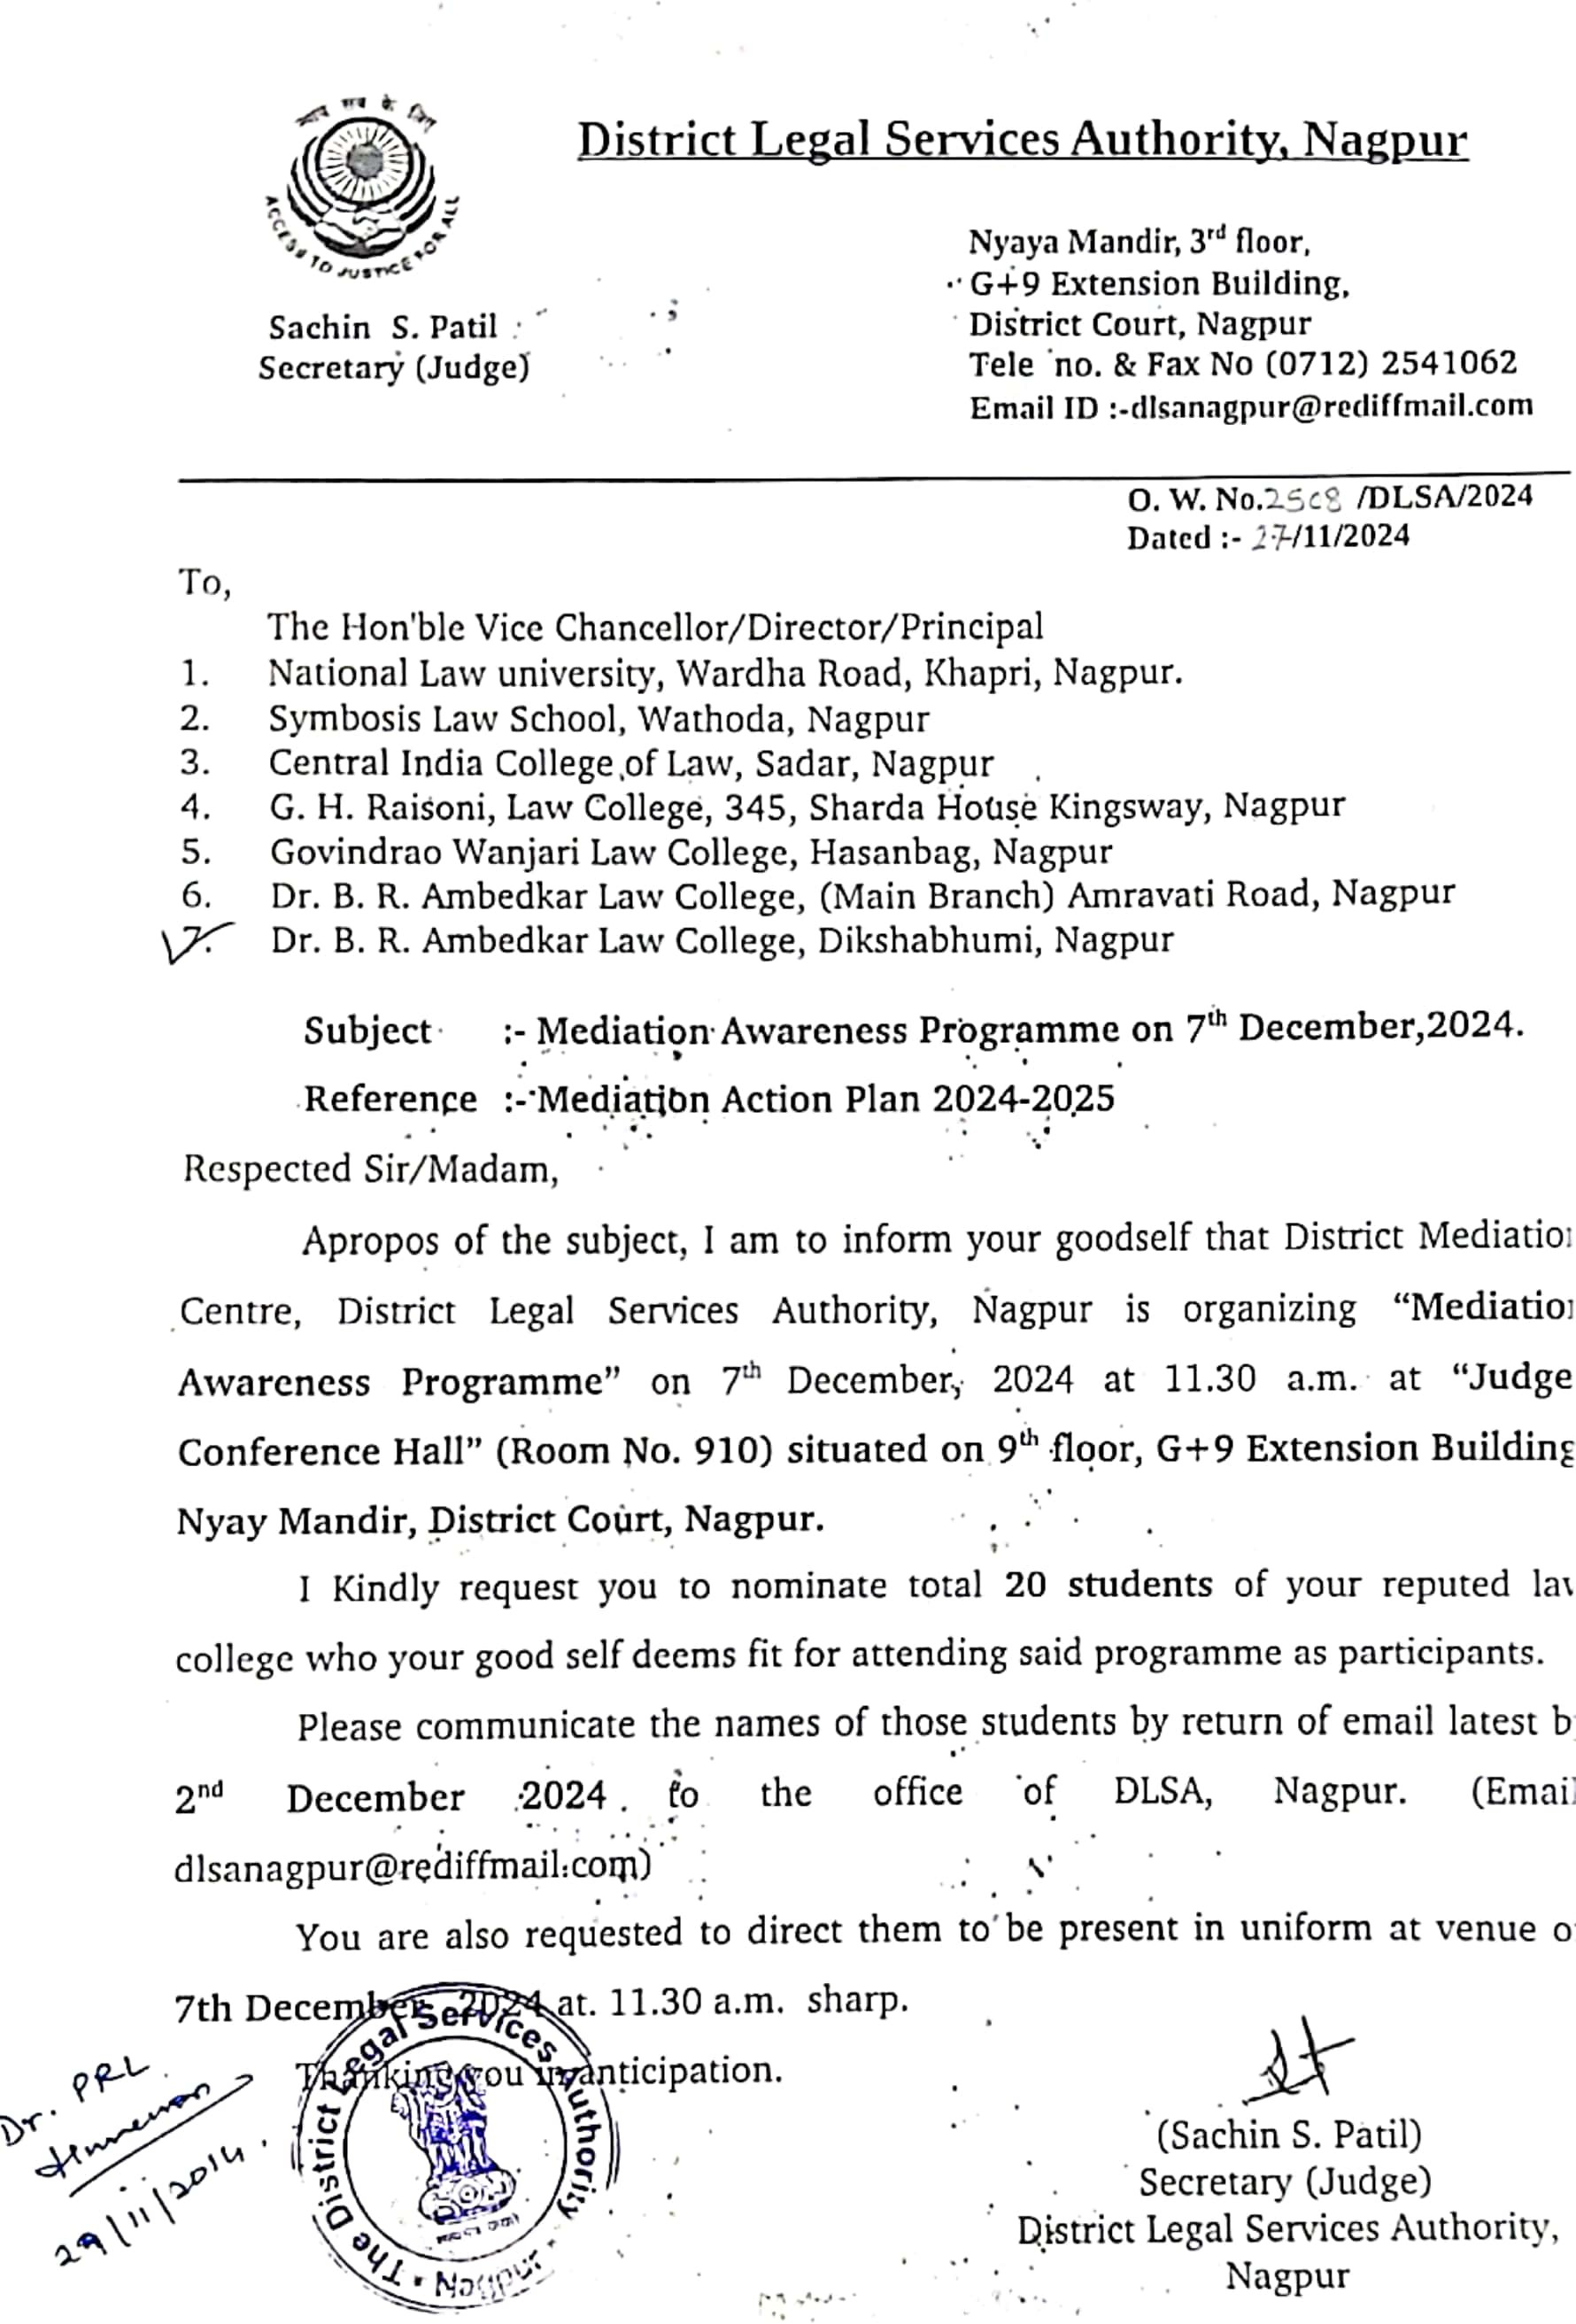 न्याय सब के लिए
ACCESS TO JUSTICE FOR ALL
District Legal Services Authority, Nagpur
Sachin S. Patil
Secretary (Judge)
Nyaya Mandir, 3rd floor,
G+9 Extension Building,
District Court, Nagpur
Tele no. & Fax No (0712) 2541062
Email ID :-dlsanagpur@rediffmail.com
O. W. No.2508 /DLSA/2024
Dated :- 27/11/2024
To,
The Hon'ble Vice Chancellor/Director/Principal
1. National Law university, Wardha Road, Khapri, Nagpur.
2. Symbosis Law School, Wathoda, Nagpur
3. Central India College of Law, Sadar, Nagpur
4. G. H. Raisoni, Law College, 345, Sharda House Kingsway, Nagpur
5. Govindrao Wanjari Law College, Hasanbag, Nagpur
6. Dr. B. R. Ambedkar Law College, (Main Branch) Amravati Road, Nagpur
7. Dr. B. R. Ambedkar Law College, Dikshabhumi, Nagpur
Subject :- Mediation Awareness Programme on 7th December,2024.
Reference :- Mediation Action Plan 2024-2025
Respected Sir/Madam,
Apropos of the subject, I am to inform your goodself that District Mediatio
Centre, District Legal Services Authority, Nagpur is organizing “Mediatio
Awareness Programme” on 7th December, 2024 at 11.30 a.m. at “Judge
Conference Hall” (Room No. 910) situated on 9th floor, G+9 Extension Building
Nyay Mandir, District Court, Nagpur.
I Kindly request you to nominate total 20 students of your reputed la
college who your good self deems fit for attending said programme as participants.
Please communicate the names of those students by return of email latest b
2nd December 2024 to the office of DLSA, Nagpur. (Email
dlsanagpur@rediffmail.com)
You are also requested to direct them to be present in uniform at venue o
7th December, 2024 at. 11.30 a.m. sharp.
Thanking you in anticipation.
Dr. PRL
29/11/2014
The District Legal Services Authority
Nagpur
(Sachin S. Patil)
Secretary (Judge)
District Legal Services Authority,
Nagpur